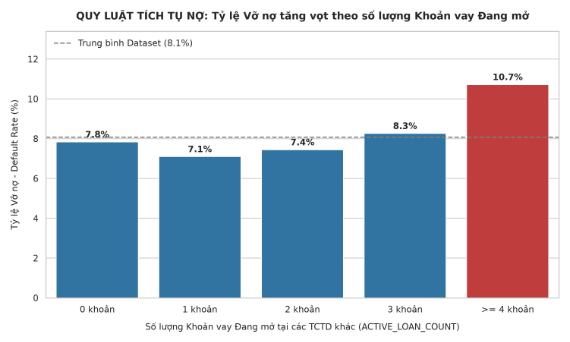 QUY LUẬT TÍCH TỤ NỢ: Tỷ lệ Vỡ nợ tăng vọt theo số lượng Khoản vay Đang mở
Trung bình Dataset (8.1%)
12
10
8
6
4
2
0
Tỷ lệ Vỡ nợ - Default Rate (%)
7.8%
7.1%
7.4%
8.3%
10.7%
0 khoản
1 khoản
2 khoản
3 khoản
>= 4 khoản
Số lượng Khoản vay Đang mở tại các TCTD khác (ACTIVE_LOAN_COUNT)